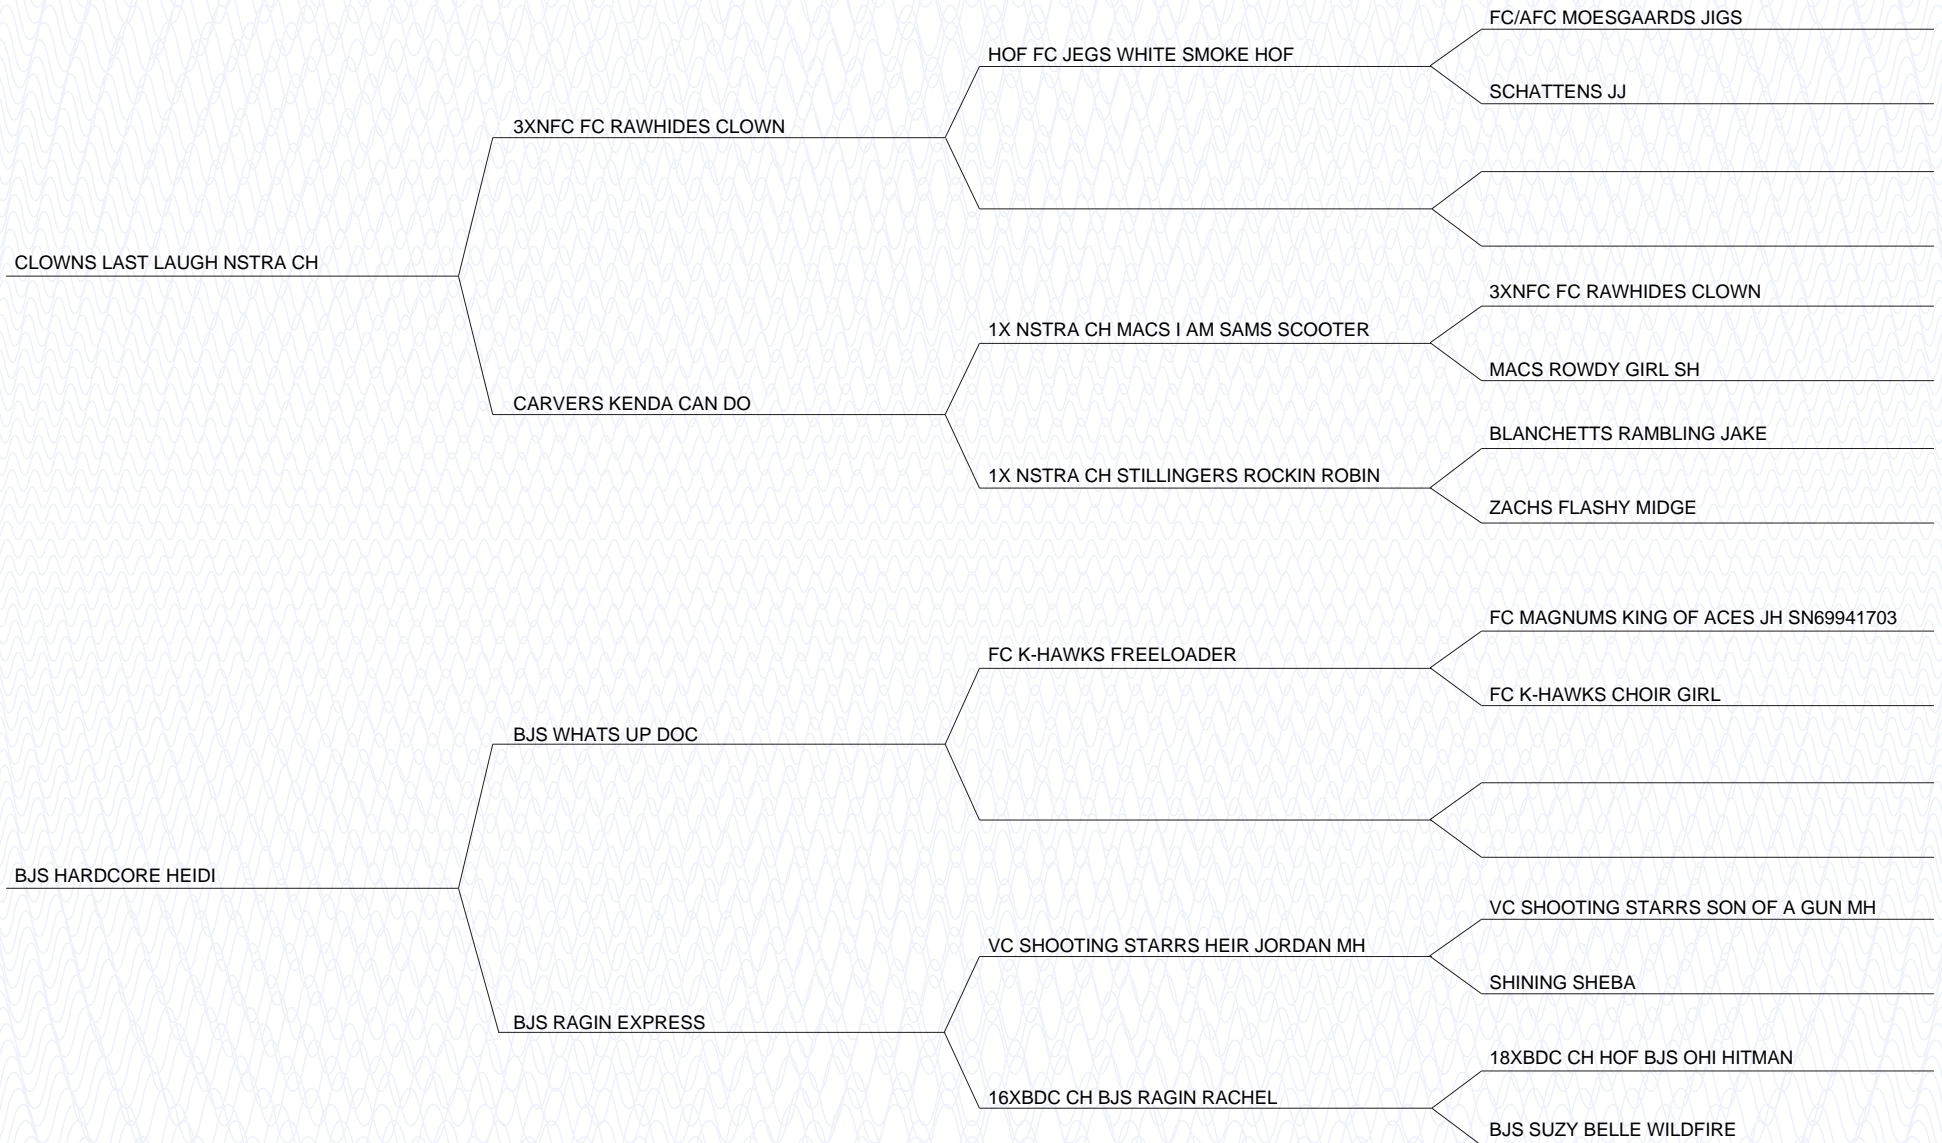 FC/AFC MOESGAARDS JIGS
HOF FC JEGS WHITE SMOKE HOF
SCHATTENS JJ
3XNFC FC RAWHIDES CLOWN
CLOWNS LAST LAUGH NSTRA CH
3XNFC FC RAWHIDES CLOWN
1X NSTRA CH MACS I AM SAMS SCOOTER
MACS ROWDY GIRL SH
CARVERS KENDA CAN DO
BLANCHETTS RAMBLING JAKE
1X NSTRA CH STILLINGERS ROCKIN ROBIN
ZACHS FLASHY MIDGE
FC MAGNUMS KING OF ACES JH SN69941703
FC K-HAWKS FREELOADER
FC K-HAWKS CHOIR GIRL
BJS WHATS UP DOC
BJS HARDCORE HEIDI
VC SHOOTING STARRS SON OF A GUN MH
VC SHOOTING STARRS HEIR JORDAN MH
SHINING SHEBA
BJS RAGIN EXPRESS
18XBDC CH HOF BJS OHI HITMAN
16XBDC CH BJS RAGIN RACHEL
BJS SUZY BELLE WILDFIRE